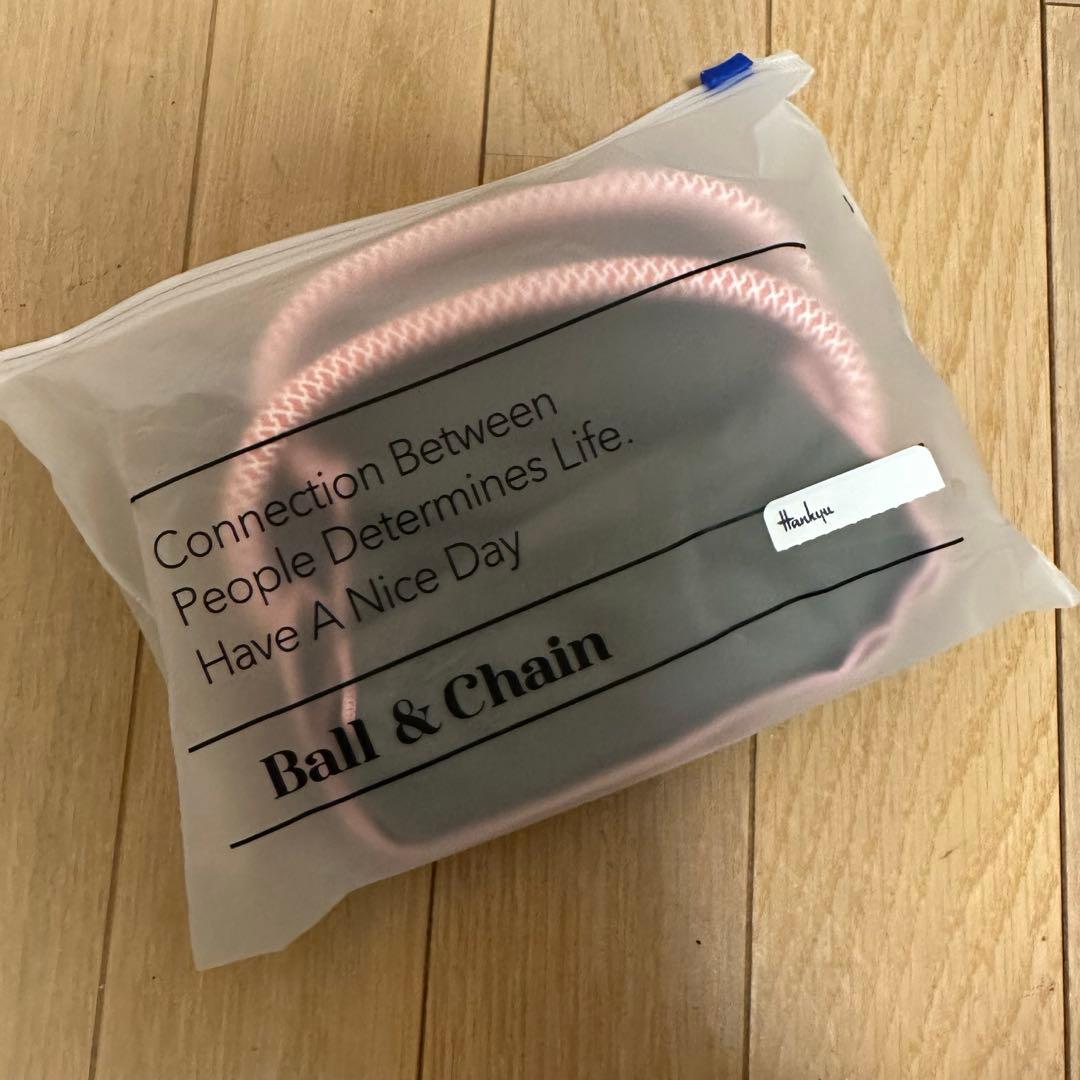 Connection Between
People Determines Life.
Have A Nice Day
Hankyu
Ball & Chain